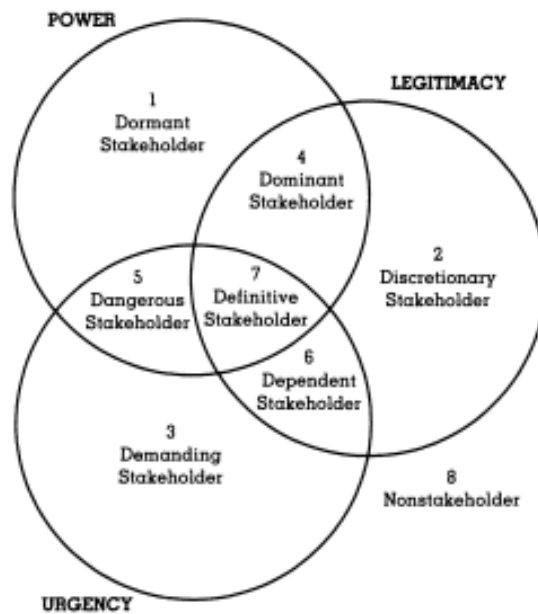 POWER
1
Dormant
Stakeholder
LEGITIMACY
4
Dominant
Stakeholder
2
Discretionary
Stakeholder
5
Dangerous
Stakeholder
7
Definitive
Stakeholder
6
Dependent
Stakeholder
3
Demanding
Stakeholder
8
Nonstakeholder
URGENCY